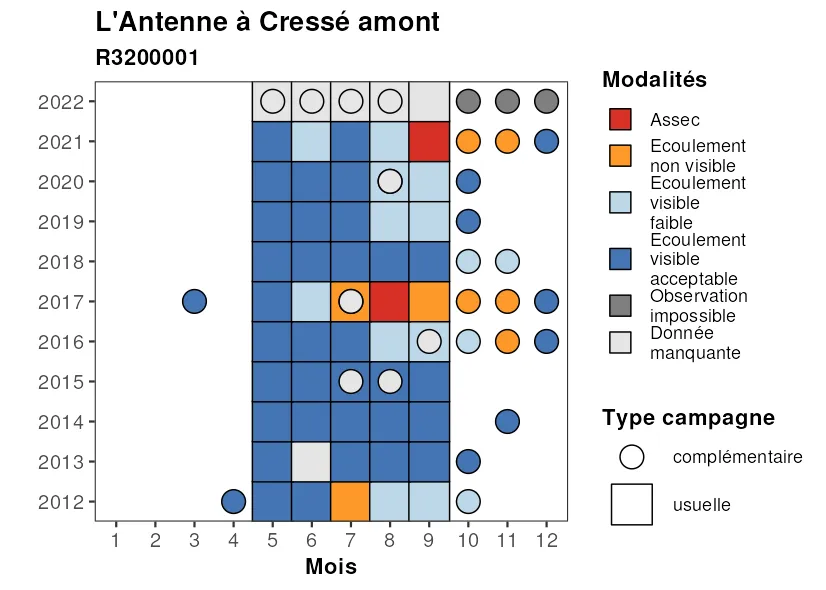 L'Antenne à Cressé amont
R3200001
2022
2021
2020
2019
2018
2017
2016
2015
2014
2013
2012
1 2 3 4 5 6 7 8 9 10 11 12
Mois
Modalités
Assec
Ecoulement
non visible
Ecoulement
visible
faible
Ecoulement
visible
acceptable
Observation
impossible
Donnée
manquante
Type campagne
complémentaire
usuelle